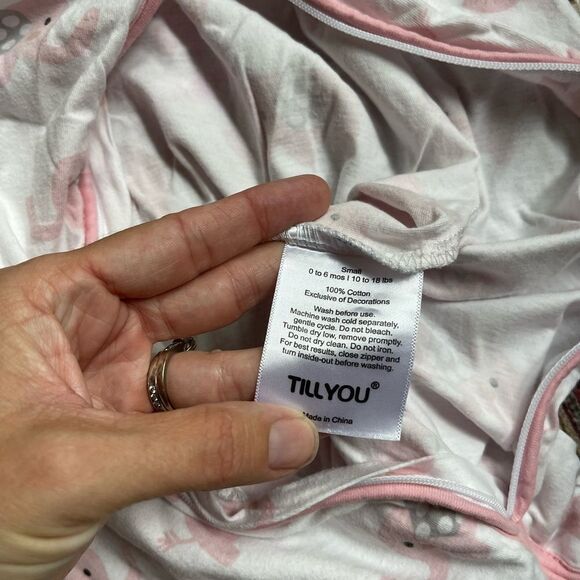 Small
0 to 6 mos | 10 to 18 lbs
100% Cotton
Exclusive of Decorations
Wash before use.
Machine wash cold separately,
gentle cycle. Do not bleach.
Tumble dry low, remove promptly.
Do not dry clean. Do not iron.
For best results, close zipper and
turn inside-out before washing.
TILLYOU®
Made in China